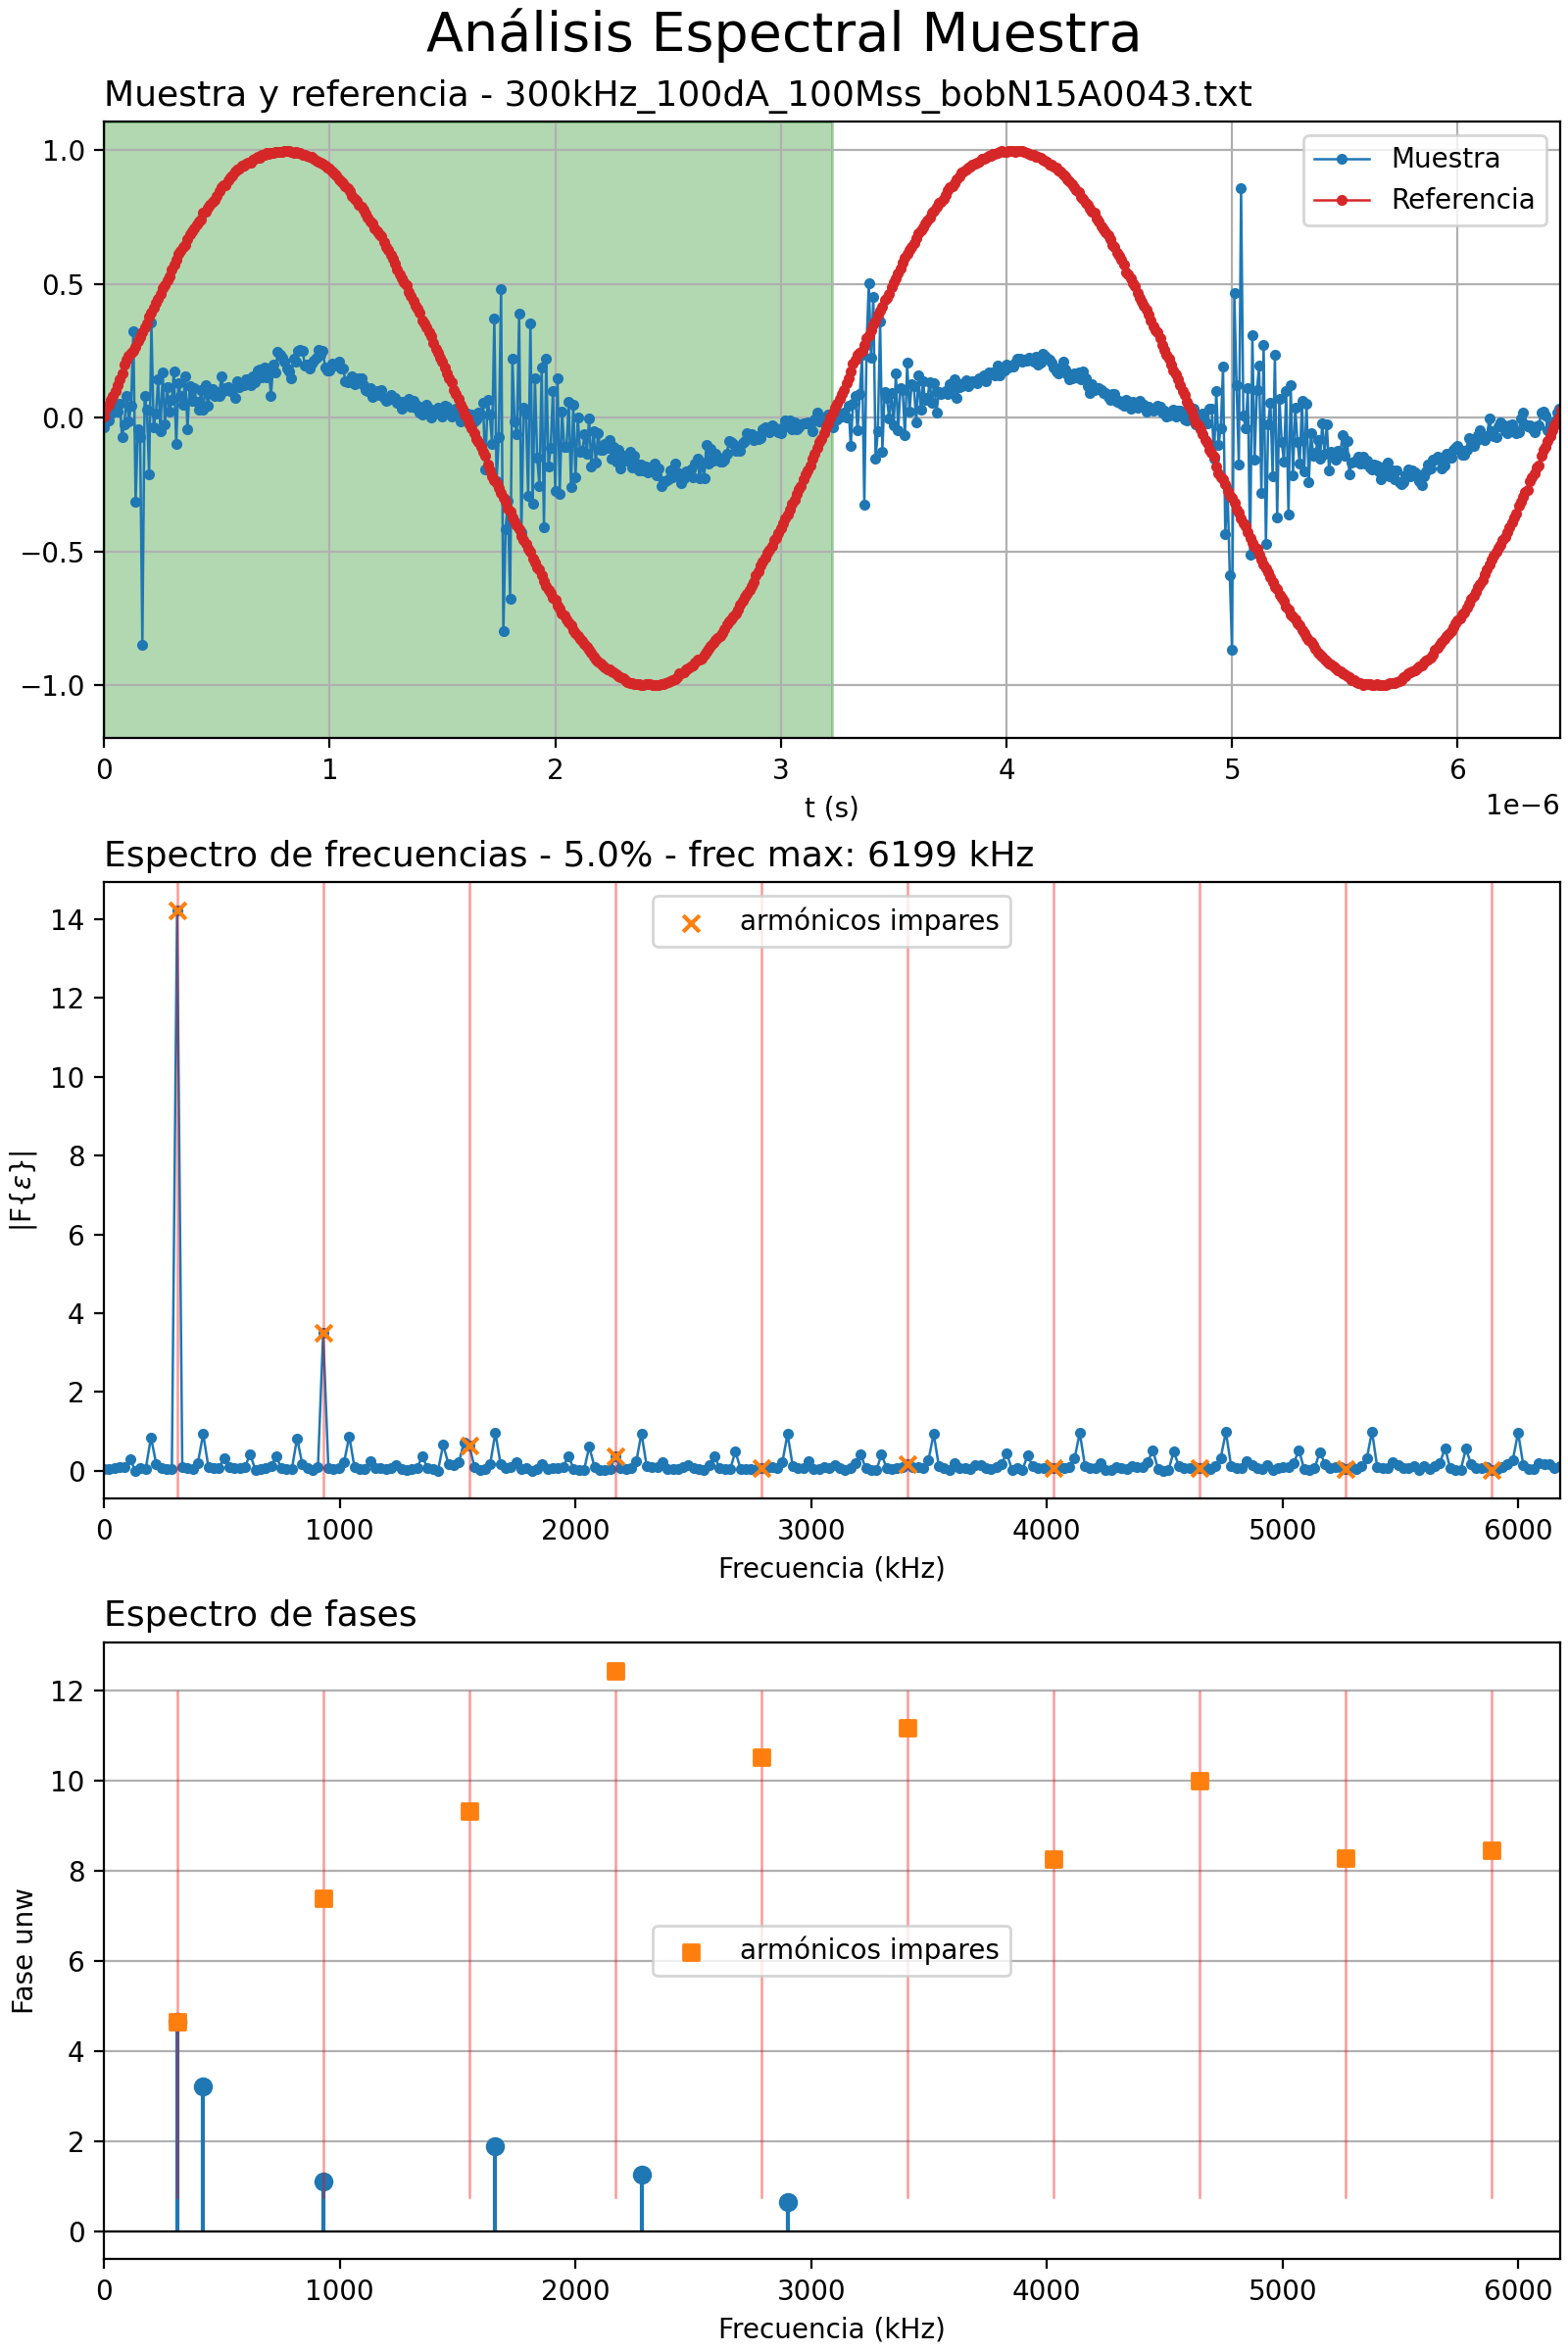 Análisis Espectral Muestra
Muestra y referencia - 300kHz_100dA_100Mss_bobN15A0043.txt
1.0
0.5
0.0
−0.5
−1.0
Muestra
Referencia
0 1 2 3 4 5 6
t (s)
1e−6
Espectro de frecuencias - 5.0% - frec max: 6199 kHz
|F{ε}|
14
12
10
8
6
4
2
0
armónicos impares
0 1000 2000 3000 4000 5000 6000
Frecuencia (kHz)
Espectro de fases
Fase unw
12
10
8
6
4
2
0
armónicos impares
0 1000 2000 3000 4000 5000 6000
Frecuencia (kHz)